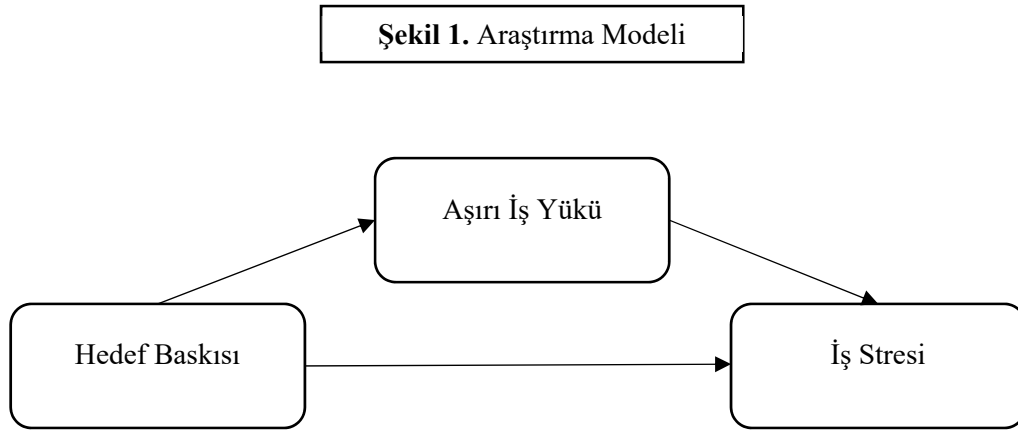 Şekil 1. Araştırma Modeli
Aşırı İş Yükü
Hedef Baskısı
İş Stresi